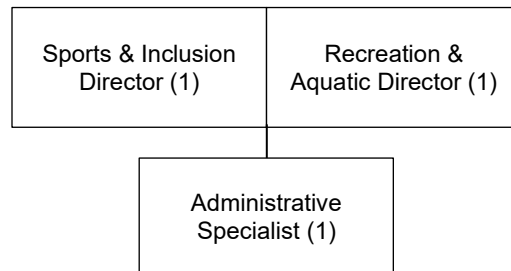 Sports & Inclusion
Director (1)
Recreation &
Aquatic Director (1)
Administrative
Specialist (1)